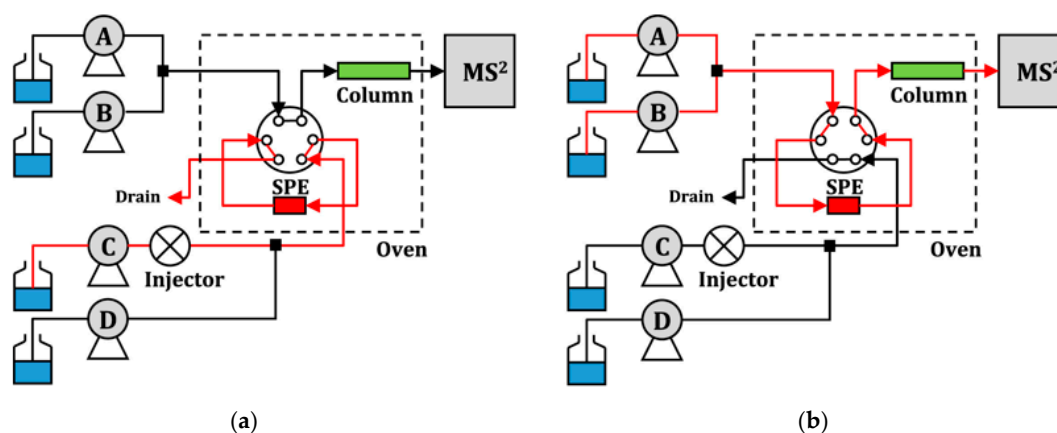 A
B
MS²
Column
SPE
Drain
Oven
C
Injector
D
(a)
A
B
MS²
Column
SPE
Drain
Oven
C
Injector
D
(b)